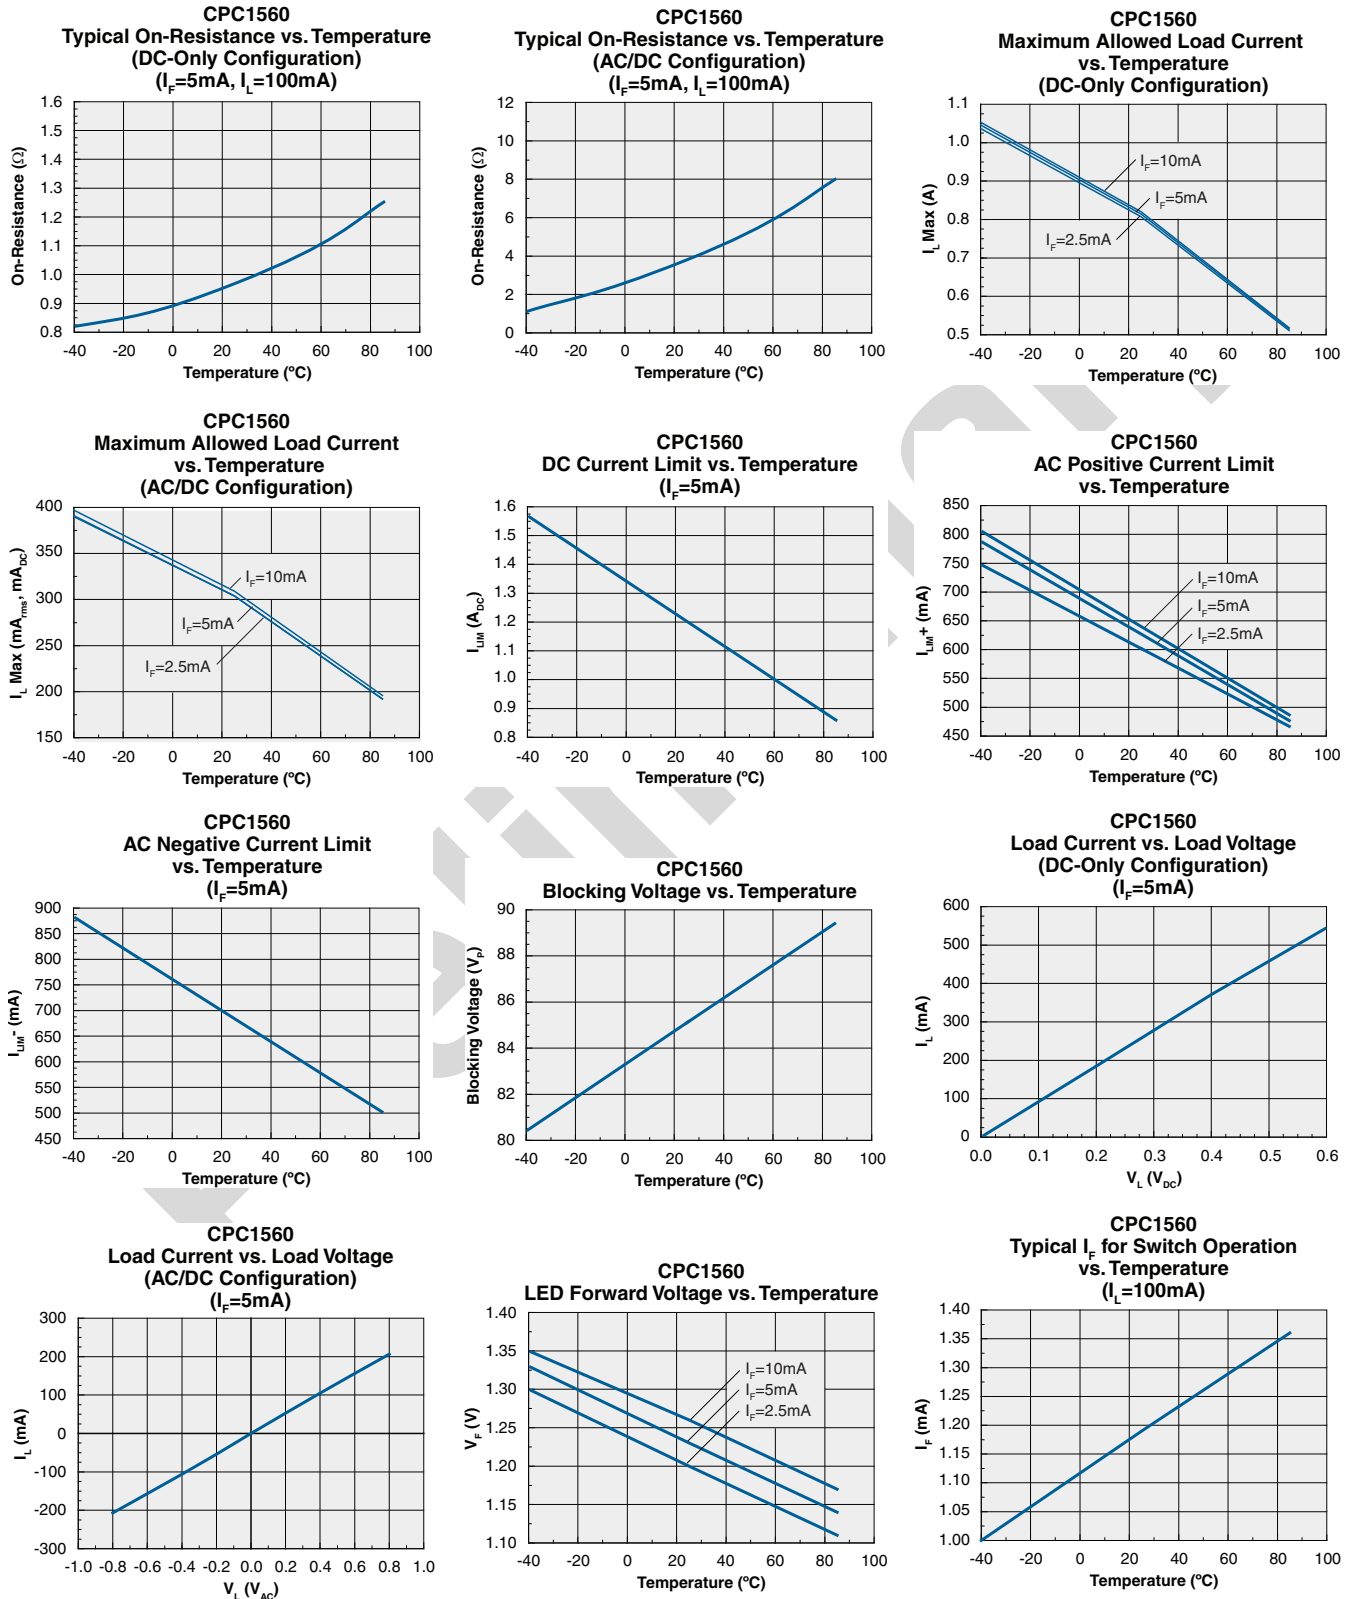 CPC1560
Typical On-Resistance vs. Temperature
(DC-Only Configuration)
(IF=5mA, IL=100mA)
On-Resistance (Ω)
1.6
1.5
1.4
1.3
1.2
1.1
1.0
0.9
0.8
-40 -20 0 20 40 60 80 100
Temperature (ºC)
CPC1560
Typical On-Resistance vs. Temperature
(AC/DC Configuration)
(IF=5mA, IL=100mA)
On-Resistance (Ω)
12
10
8
6
4
2
0
-40 -20 0 20 40 60 80 100
Temperature (ºC)
CPC1560
Maximum Allowed Load Current
vs. Temperature
(DC-Only Configuration)
IL Max (A)
1.1
1.0
0.9
0.8
0.7
0.6
0.5
IF=10mA
IF=5mA
IF=2.5mA
-40 -20 0 20 40 60 80 100
Temperature (ºC)
CPC1560
Maximum Allowed Load Current
vs. Temperature
(AC/DC Configuration)
IL Max (mArms, mADC)
400
350
300
250
200
150
IF=10mA
IF=5mA
IF=2.5mA
-40 -20 0 20 40 60 80 100
Temperature (ºC)
CPC1560
DC Current Limit vs. Temperature
(IF=5mA)
ILIM (ADC)
1.6
1.5
1.4
1.3
1.2
1.1
1.0
0.9
0.8
-40 -20 0 20 40 60 80 100
Temperature (ºC)
CPC1560
AC Positive Current Limit
vs. Temperature
ILIM+ (mA)
850
800
750
700
650
600
550
500
450
IF=10mA
IF=5mA
IF=2.5mA
-40 -20 0 20 40 60 80 100
Temperature (ºC)
CPC1560
AC Negative Current Limit
vs. Temperature
(IF=5mA)
ILIM- (mA)
900
850
800
750
700
650
600
550
500
450
-40 -20 0 20 40 60 80 100
Temperature (ºC)
CPC1560
Blocking Voltage vs. Temperature
Blocking Voltage (VP)
90
88
86
84
82
80
-40 -20 0 20 40 60 80 100
Temperature (ºC)
CPC1560
Load Current vs. Load Voltage
(DC-Only Configuration)
(IF=5mA)
IL (mA)
600
500
400
300
200
100
0
0.0 0.1 0.2 0.3 0.4 0.5 0.6
VL (VDC)
CPC1560
Load Current vs. Load Voltage
(AC/DC Configuration)
(IF=5mA)
IL (mA)
300
200
100
0
-100
-200
-300
-1.0 -0.8 -0.6 -0.4 -0.2 0.0 0.2 0.4 0.6 0.8 1.0
VL (VAC)
CPC1560
LED Forward Voltage vs. Temperature
VF (V)
1.40
1.35
1.30
1.25
1.20
1.15
1.10
IF=10mA
IF=5mA
IF=2.5mA
-40 -20 0 20 40 60 80 100
Temperature (ºC)
CPC1560
Typical IF for Switch Operation
vs. Temperature
(IL=100mA)
IF (mA)
1.40
1.35
1.30
1.25
1.20
1.15
1.10
1.05
1.00
-40 -20 0 20 40 60 80 100
Temperature (ºC)